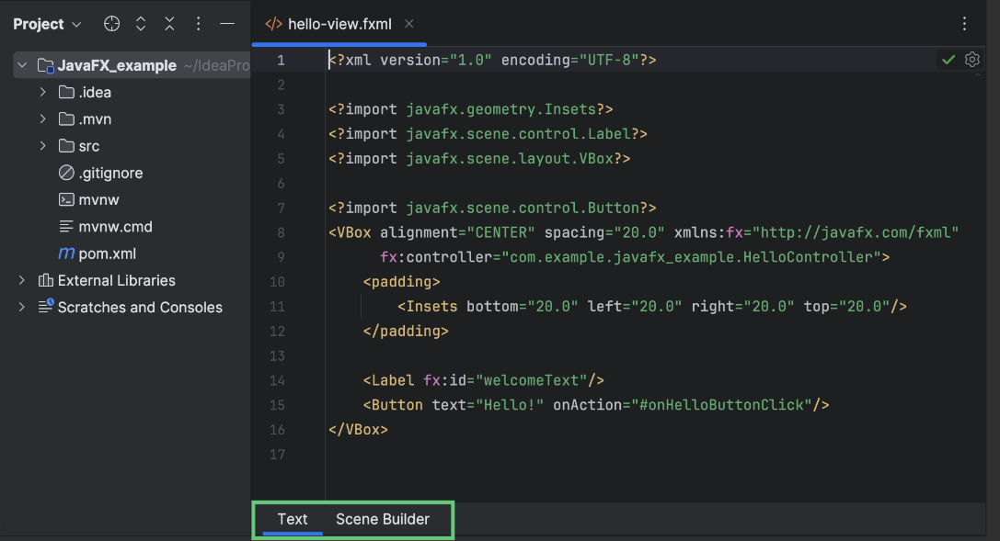 Project
JavaFX_example ~/IdeaPro
.idea
.mvn
src
.gitignore
mvnw
mvnw.cmd
m pom.xml
External Libraries
Scratches and Consoles
</> hello-view.fxml
1 <?xml version="1.0" encoding="UTF-8"?>
2
3 <?import javafx.geometry.Insets?>
4 <?import javafx.scene.control.Label?>
5 <?import javafx.scene.layout.VBox?>
6
7 <?import javafx.scene.control.Button?>
8 <VBox alignment="CENTER" spacing="20.0" xmlns:fx="http://javafx.com/fxml"
9 fx:controller="com.example.javafx_example.HelloController">
10 <padding>
11 <Insets bottom="20.0" left="20.0" right="20.0" top="20.0"/>
12 </padding>
13
14 <Label fx:id="welcomeText"/>
15 <Button text="Hello!" onAction="#onHelloButtonClick"/>
16 </VBox>
17
Text Scene Builder